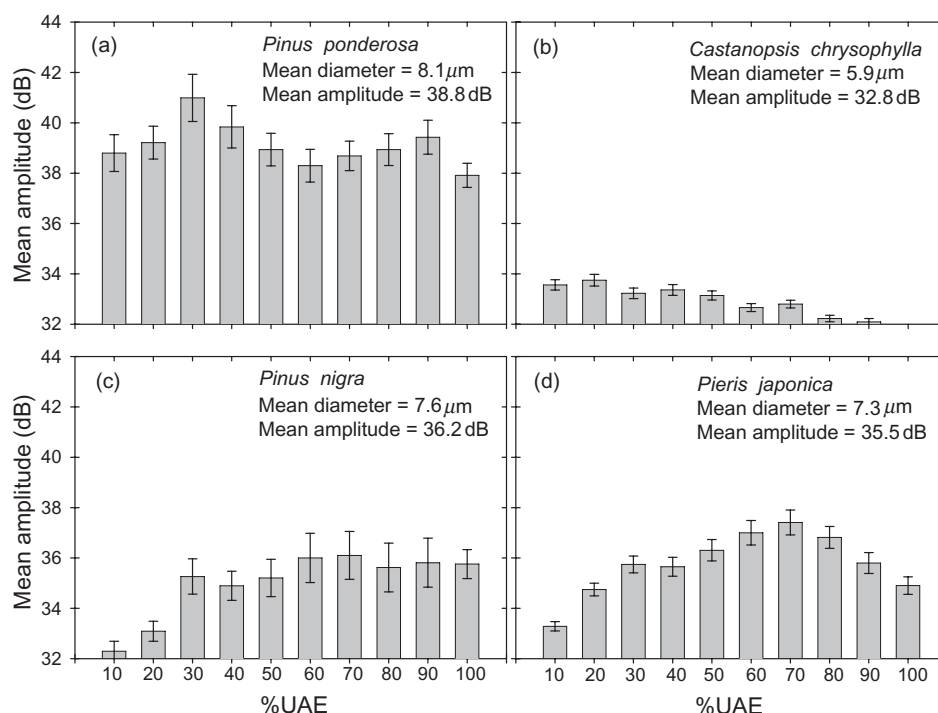 44
42
40
38
36
34
32
Mean amplitude (dB)
(a)
Pinus ponderosa
Mean diameter = 8.1 μm
Mean amplitude = 38.8 dB
(b)
Castanopsis chrysophylla
Mean diameter = 5.9 μm
Mean amplitude = 32.8 dB
44
42
40
38
36
34
32
Mean amplitude (dB)
(c)
Pinus nigra
Mean diameter = 7.6 μm
Mean amplitude = 36.2 dB
(d)
Pieris japonica
Mean diameter = 7.3 μm
Mean amplitude = 35.5 dB
10 20 30 40 50 60 70 80 90 100
10 20 30 40 50 60 70 80 90 100
%UAE
%UAE